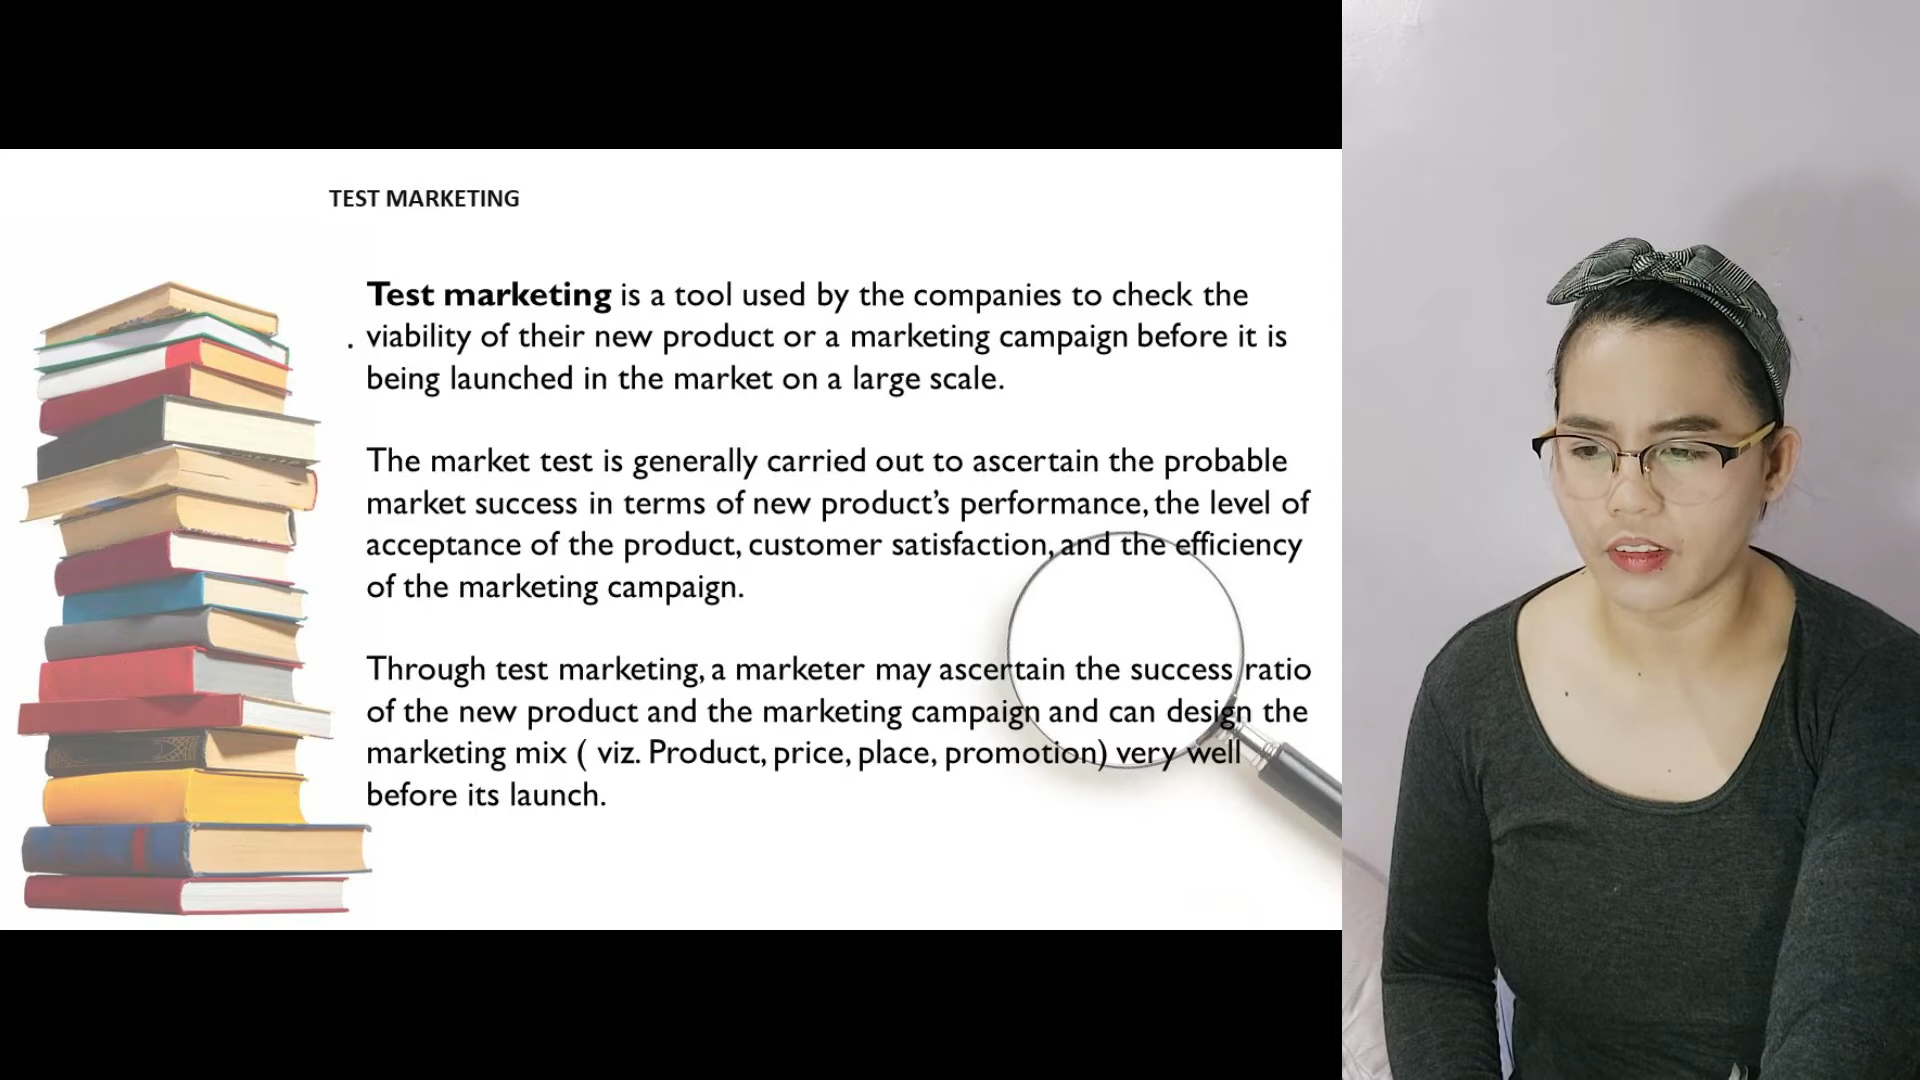 TEST MARKETING
Test marketing is a tool used by the companies to check the
. viability of their new product or a marketing campaign before it is
being launched in the market on a large scale.
The market test is generally carried out to ascertain the probable
market success in terms of new product’s performance, the level of
acceptance of the product, customer satisfaction, and the efficiency
of the marketing campaign.
Through test marketing, a marketer may ascertain the success ratio
of the new product and the marketing campaign and can design the
marketing mix ( viz. Product, price, place, promotion) very well
before its launch.